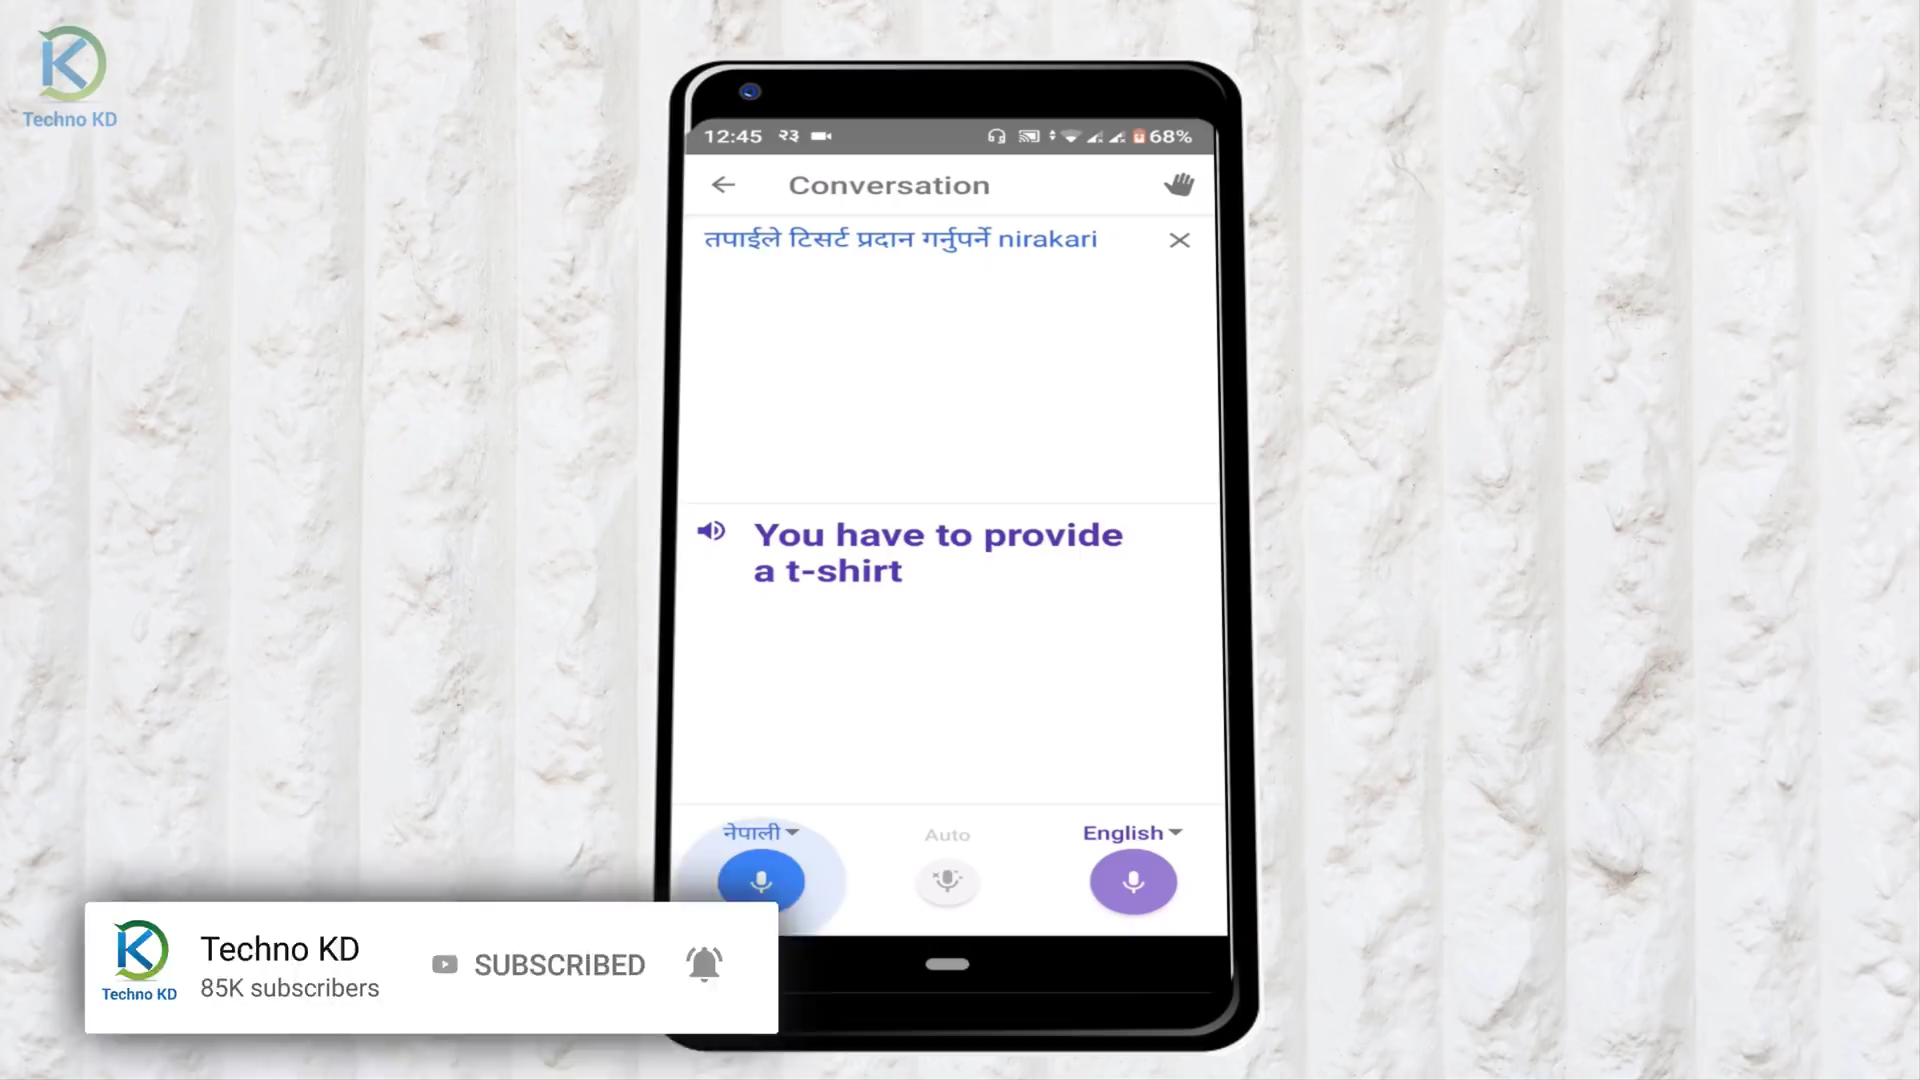 Techno KD
12:45 २३ 68%
Conversation
तपाईले टिसर्ट प्रदान गर्नुपर्ने nirakari
You have to provide
a t-shirt
नेपाली
Auto
English
Techno KD
Techno KD
85K subscribers
SUBSCRIBED